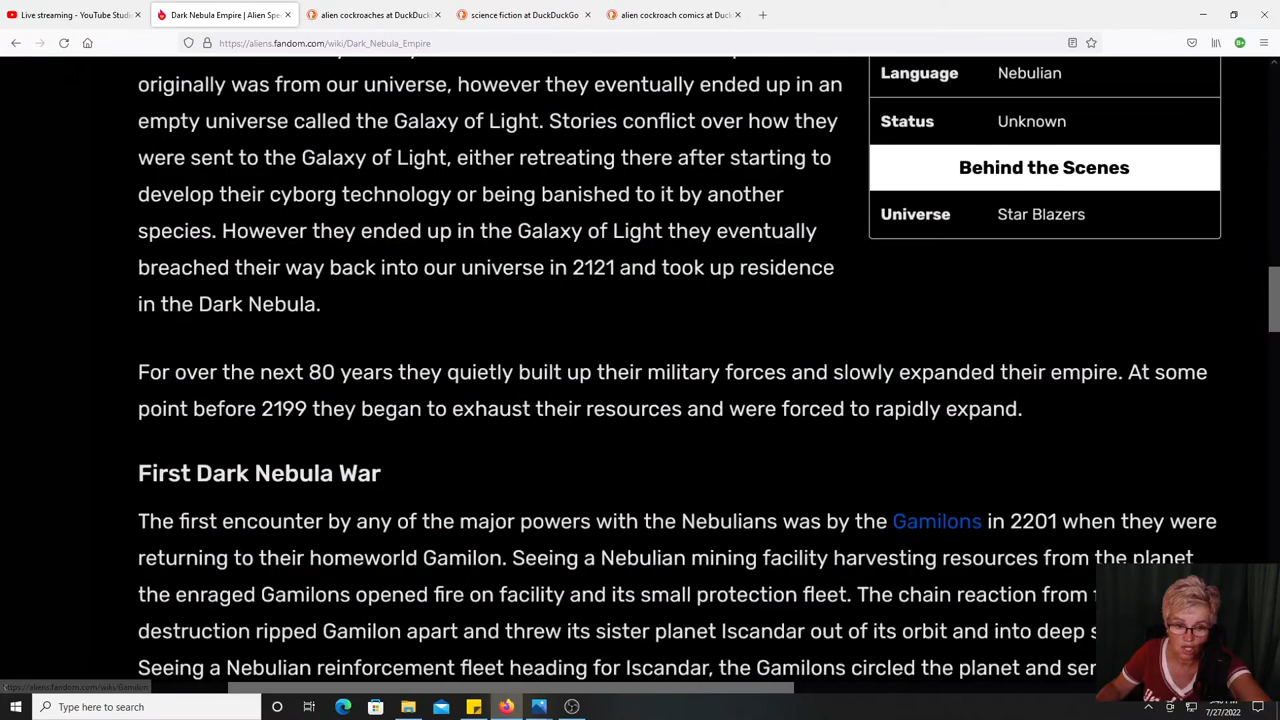 Live streaming - YouTube Studio
Dark Nebula Empire | Alien Spec
alien cockroaches at DuckDuck
science fiction at DuckDuckGo
alien cockroach comics at Duck
https://aliens.fandom.com/wiki/Dark_Nebula_Empire
originally was from our universe, however they eventually ended up in an
empty universe called the Galaxy of Light. Stories conflict over how they
were sent to the Galaxy of Light, either retreating there after starting to
develop their cyborg technology or being banished to it by another
species. However they ended up in the Galaxy of Light they eventually
breached their way back into our universe in 2121 and took up residence
in the Dark Nebula.
Language Nebulian
Status Unknown
Behind the Scenes
Universe Star Blazers
For over the next 80 years they quietly built up their military forces and slowly expanded their empire. At some
point before 2199 they began to exhaust their resources and were forced to rapidly expand.
First Dark Nebula War
The first encounter by any of the major powers with the Nebulians was by the Gamilons in 2201 when they were
returning to their homeworld Gamilon. Seeing a Nebulian mining facility harvesting resources from the planet
the enraged Gamilons opened fire on facility and its small protection fleet. The chain reaction from
destruction ripped Gamilon apart and threw its sister planet Iscandar out of its orbit and into deep
Seeing a Nebulian reinforcement fleet heading for Iscandar, the Gamilons circled the planet and
https://aliens.fandom.com/wiki/Gamilon
Type here to search
7/27/2022